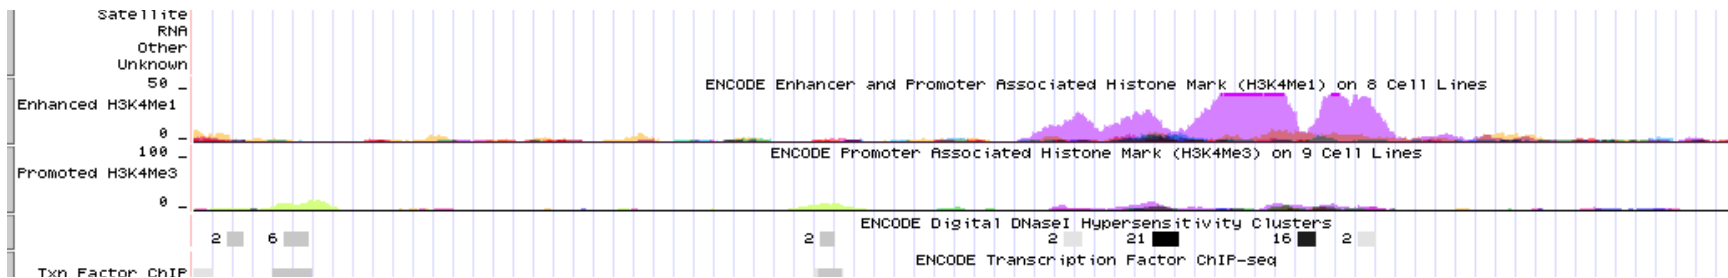 Satellite
RNA
Other
Unknown
50 _
ENCODE Enhancer and Promoter Associated Histone Mark (H3K4Me1) on 8 Cell Lines
Enhanced H3K4Me1
0 _
100 _
ENCODE Promoter Associated Histone Mark (H3K4Me3) on 9 Cell Lines
Promoted H3K4Me3
0 _
ENCODE Digital DNaseI Hypersensitivity Clusters
2 6 2 2 21 16 2
ENCODE Transcription Factor ChIP-seq
Txn Factor ChIP